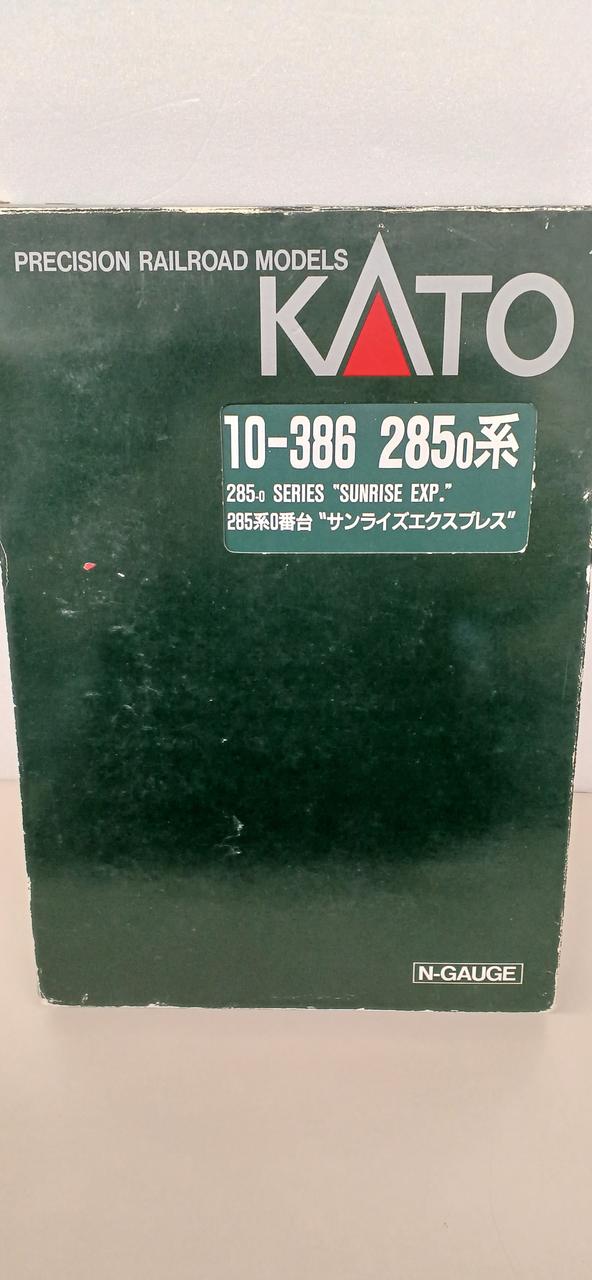 PRECISION RAILROAD MODELS
KATO
10-386 285₀系
285-0 SERIES "SUNRISE EXP."
285系0番台 "サンライズエクスプレス"
N-GAUGE